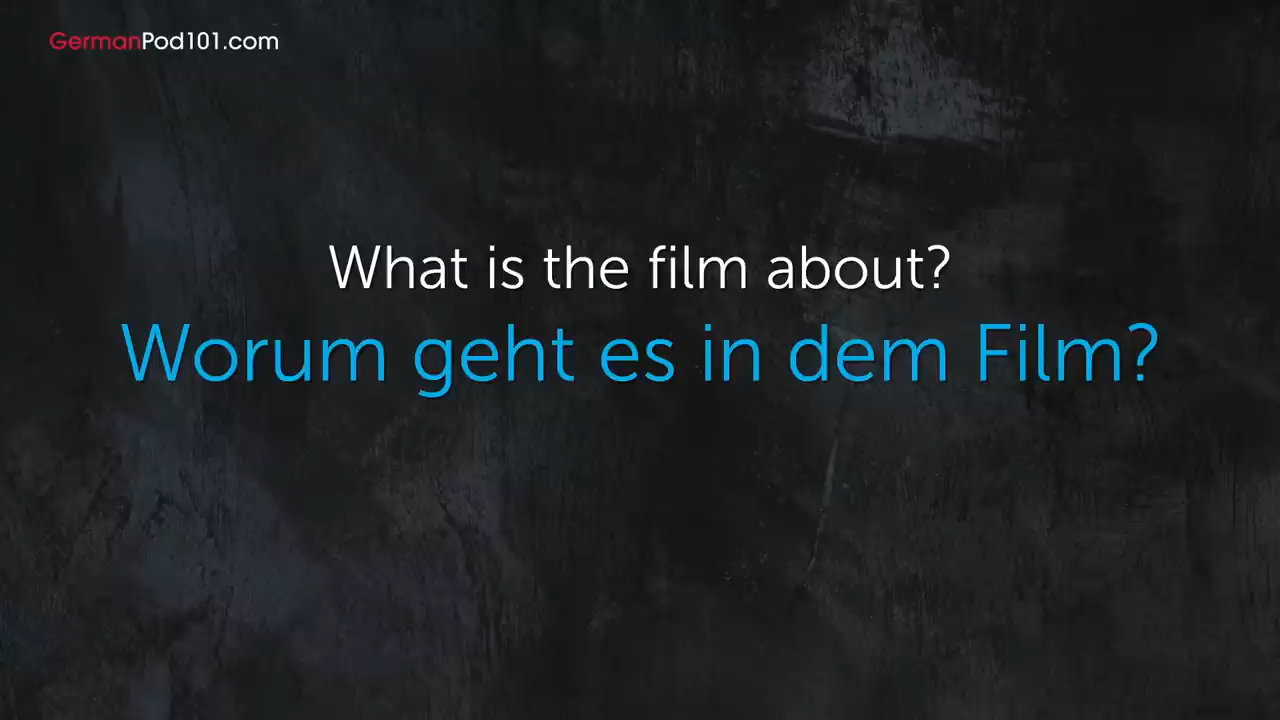 GermanPod101.com
What is the film about?
Worum geht es in dem Film?